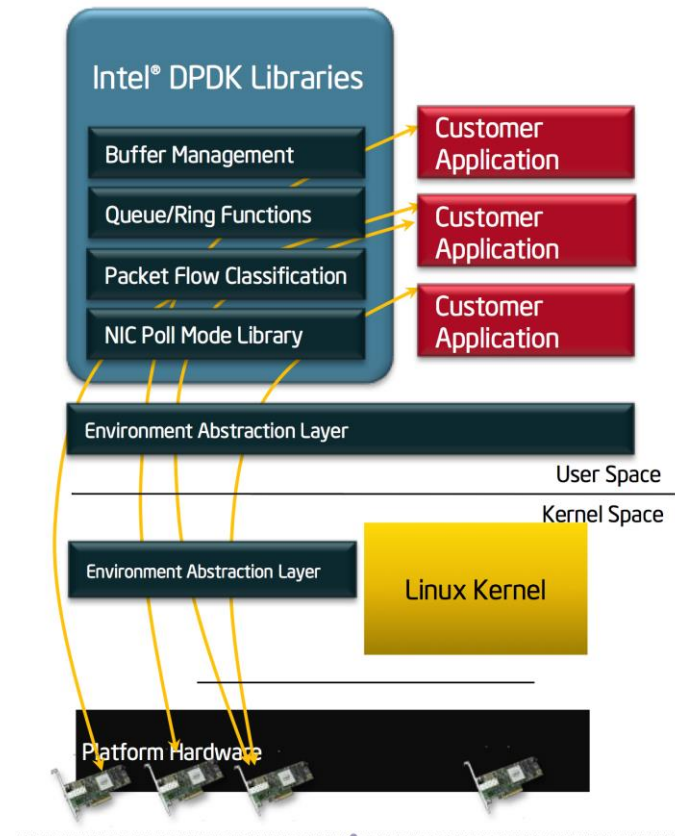 Intel® DPDK Libraries
Buffer Management
Queue/Ring Functions
Packet Flow Classification
NIC Poll Mode Library
Customer
Application
Customer
Application
Customer
Application
Environment Abstraction Layer
User Space
Kernel Space
Environment Abstraction Layer
Linux Kernel
Platform Hardware